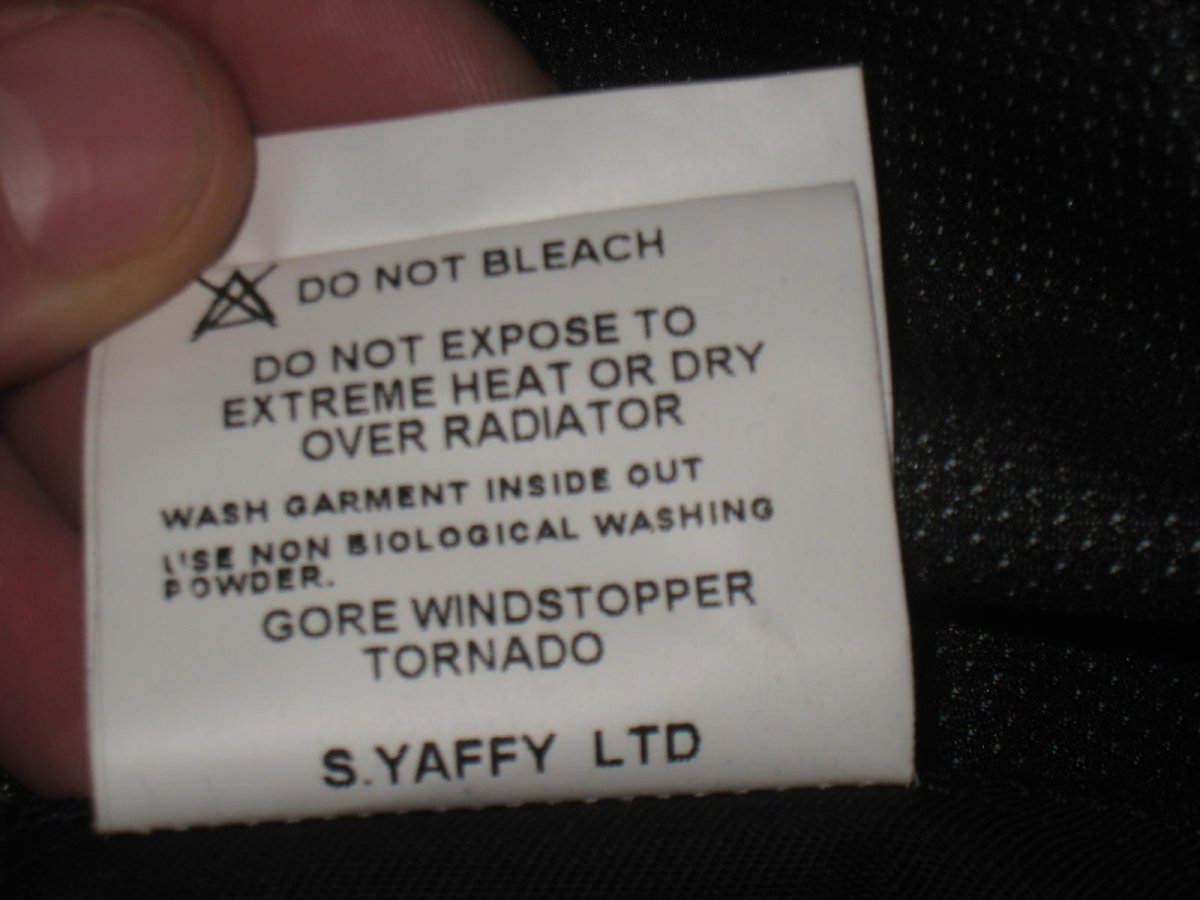 DO NOT BLEACH
DO NOT EXPOSE TO
EXTREME HEAT OR DRY
OVER RADIATOR
WASH GARMENT INSIDE OUT
USE NON BIOLOGICAL WASHING
POWDER.
GORE WINDSTOPPER
TORNADO
S.YAFFY LTD